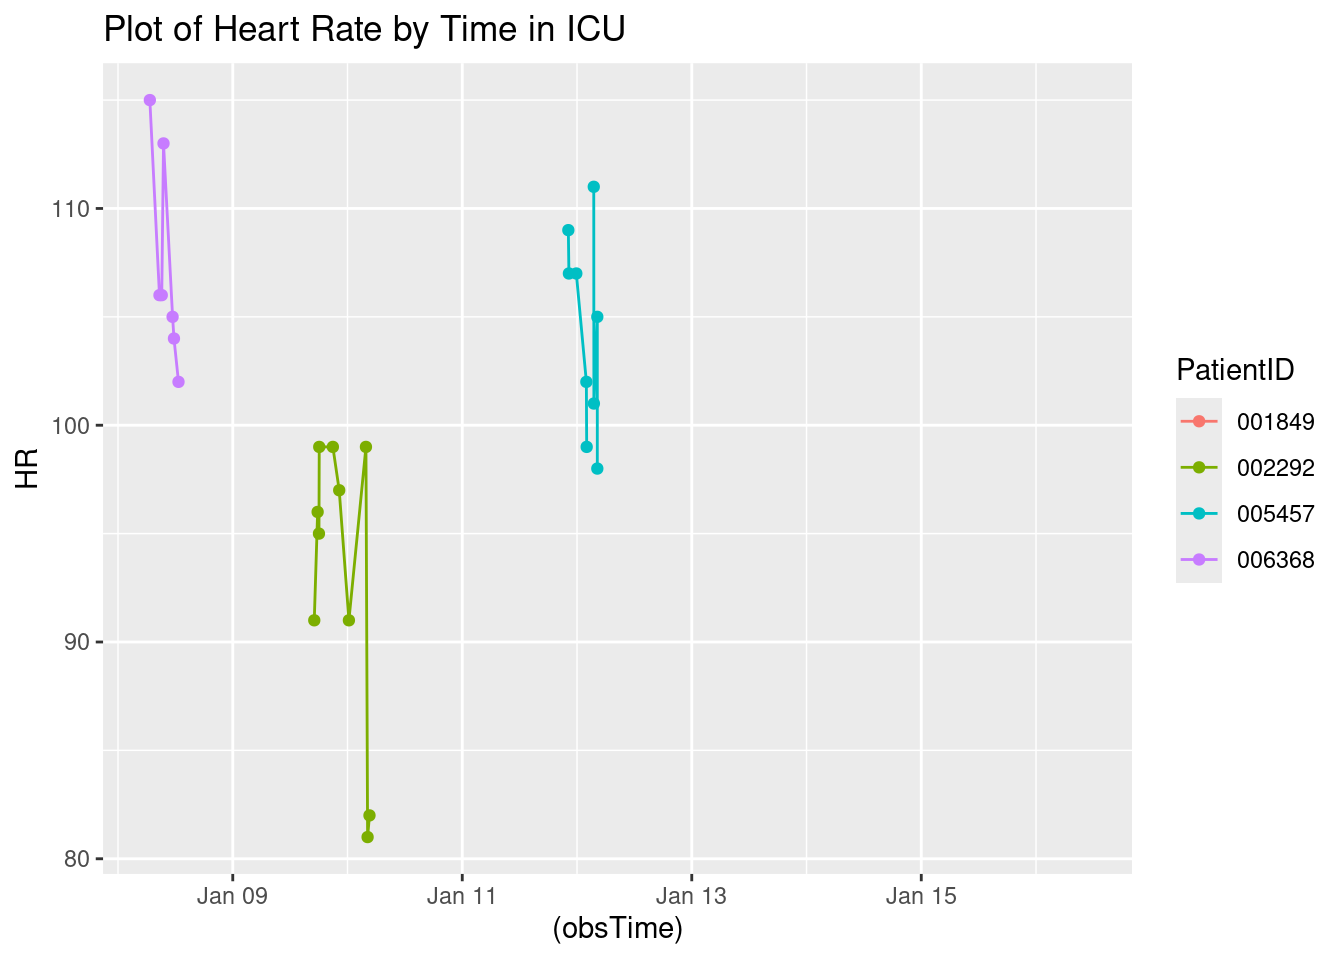 Plot of Heart Rate by Time in ICU
110
100
90
80
HR
Jan 09 Jan 11 Jan 13 Jan 15
(obsTime)
PatientID
001849
002292
005457
006368